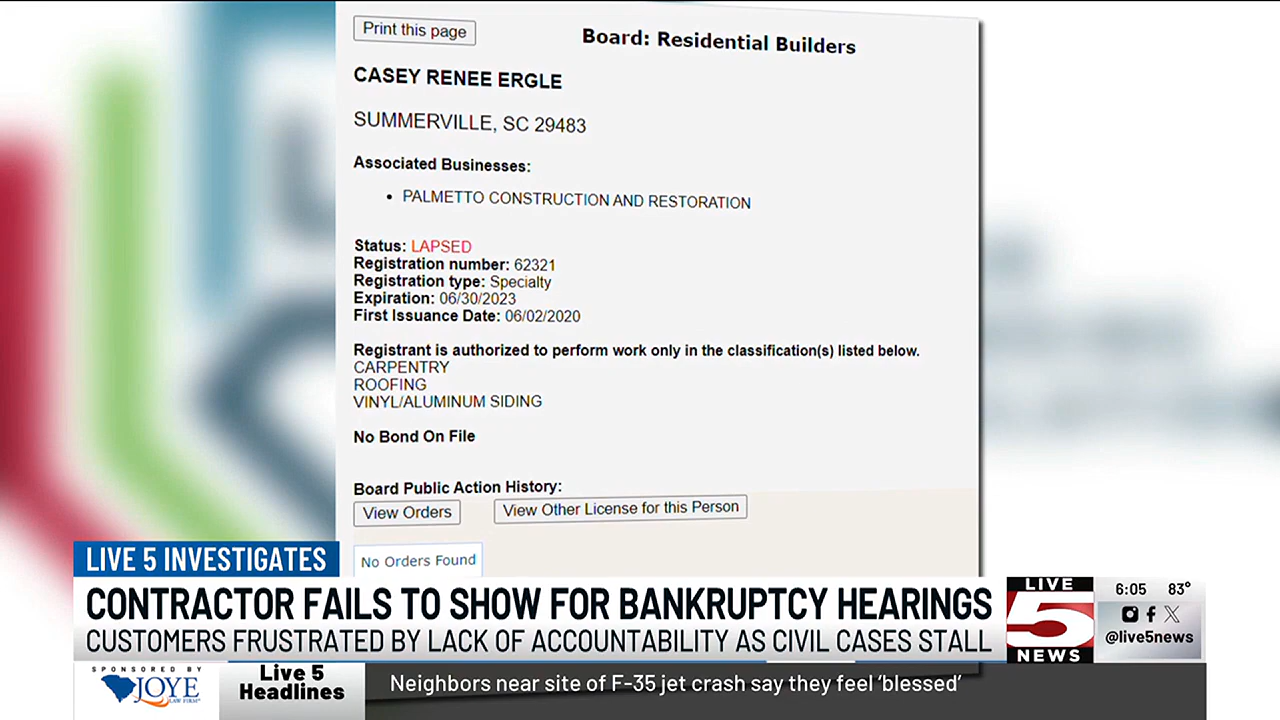 Print this page
Board: Residential Builders
CASEY RENEE ERGLE
SUMMERVILLE, SC 29483
Associated Businesses:
• PALMETTO CONSTRUCTION AND RESTORATION
Status: LAPSED
Registration number: 62321
Registration type: Specialty
Expiration: 06/30/2023
First Issuance Date: 06/02/2020
Registrant is authorized to perform work only in the classification(s) listed below.
CARPENTRY
ROOFING
VINYL/ALUMINUM SIDING
No Bond On File
Board Public Action History:
View Orders
View Other License for this Person
No Orders Found
LIVE 5 INVESTIGATES
CONTRACTOR FAILS TO SHOW FOR BANKRUPTCY HEARINGS
CUSTOMERS FRUSTRATED BY LACK OF ACCOUNTABILITY AS CIVIL CASES STALL
LIVE
5
NEWS
6:05 83°
@live5news
SPONSORED BY
JOYE
LAW FIRM
Live 5
Headlines
Neighbors near site of F-35 jet crash say they feel ‘blessed’